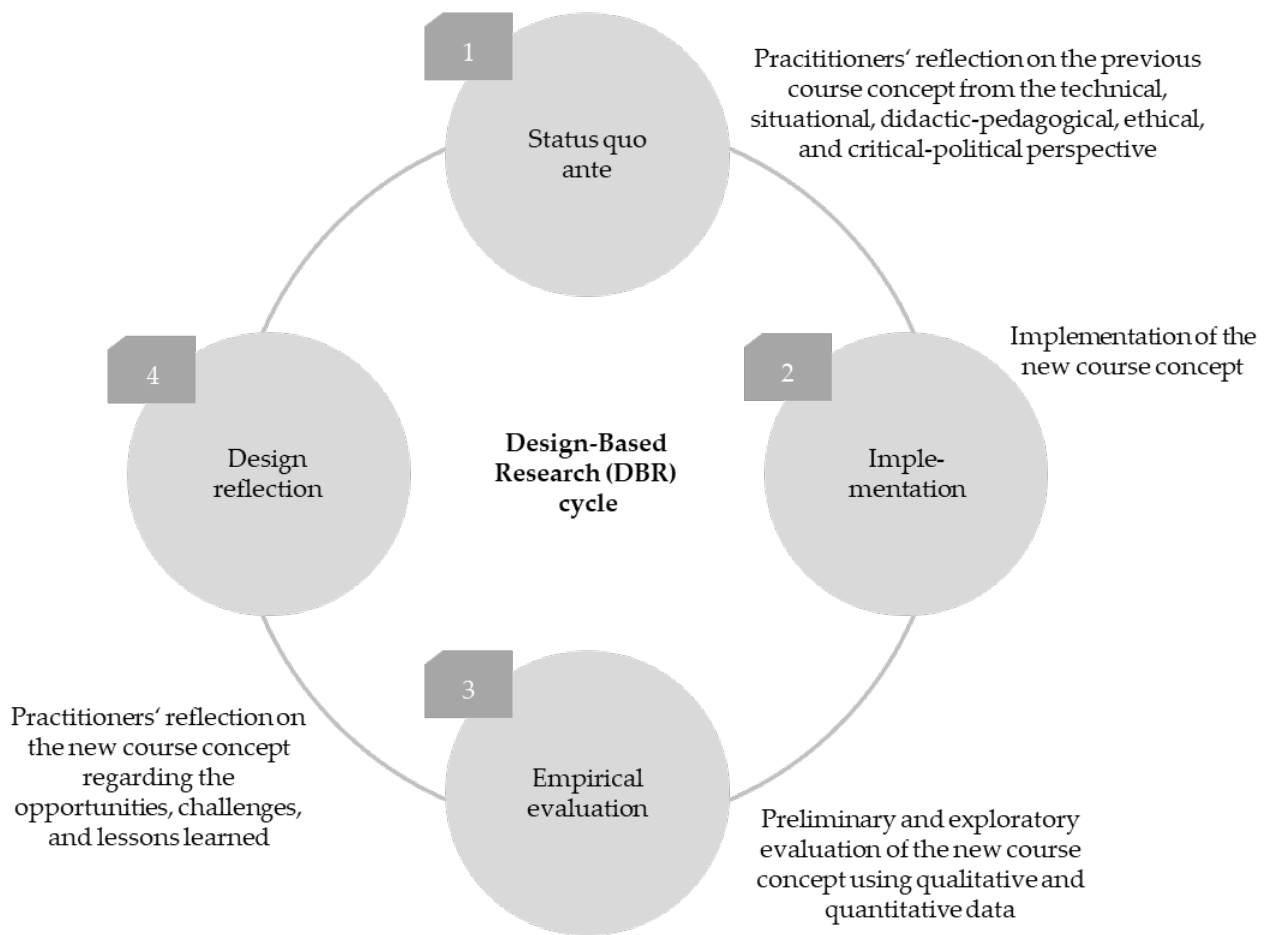 1
Status quo
ante
Pracititioners‘ reflection on the previous
course concept from the technical,
situational, didactic-pedagogical, ethical,
and critical-political perspective
2
Imple-
mentation
Implementation of the
new course concept
Design-Based
Research (DBR)
cycle
3
Empirical
evaluation
Preliminary and exploratory
evaluation of the new course
concept using qualitative and
quantitative data
4
Design
reflection
Practitioners‘ reflection on
the new course concept
regarding the
opportunities, challenges,
and lessons learned